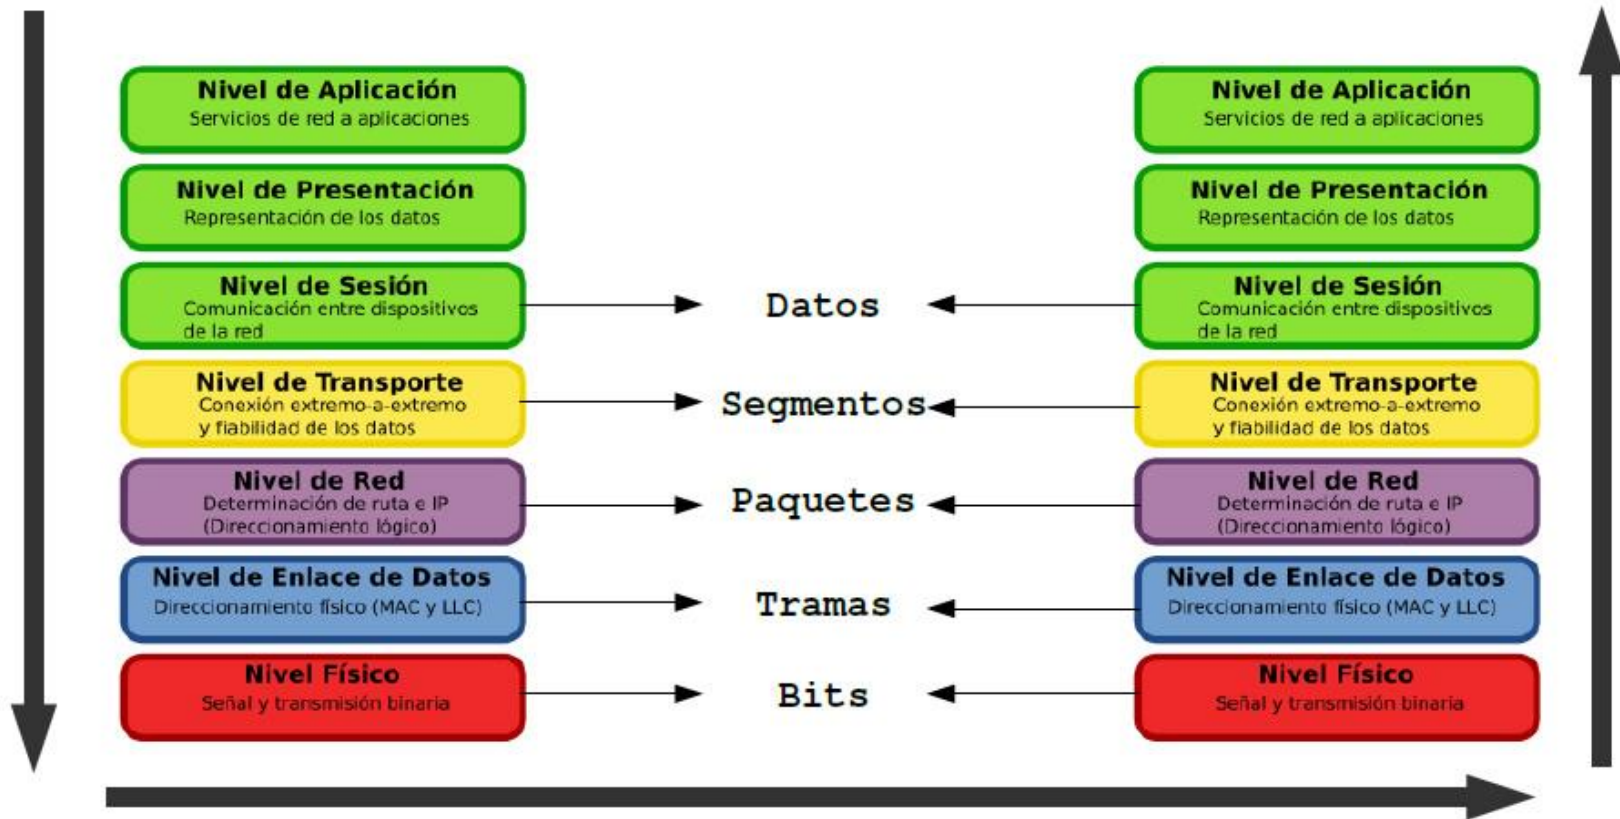 Nivel de Aplicación
Servicios de red a aplicaciones
Nivel de Presentación
Representación de los datos
Nivel de Sesión
Comunicación entre dispositivos
de la red
Nivel de Transporte
Conexión extremo-a-extremo
y fiabilidad de los datos
Nivel de Red
Determinación de ruta e IP
(Direccionamiento lógico)
Nivel de Enlace de Datos
Direccionamiento físico (MAC y LLC)
Nivel Físico
Señal y transmisión binaria
Datos
Segmentos
Paquetes
Tramas
Bits
Nivel de Aplicación
Servicios de red a aplicaciones
Nivel de Presentación
Representación de los datos
Nivel de Sesión
Comunicación entre dispositivos
de la red
Nivel de Transporte
Conexión extremo-a-extremo
y fiabilidad de los datos
Nivel de Red
Determinación de ruta e IP
(Direccionamiento lógico)
Nivel de Enlace de Datos
Direccionamiento físico (MAC y LLC)
Nivel Físico
Señal y transmisión binaria